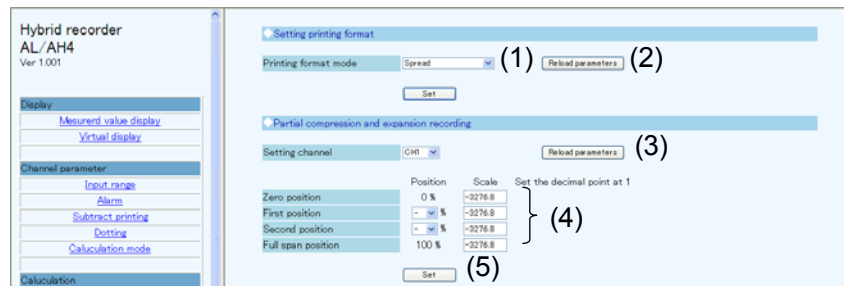 Hybrid recorder
AL/AH4
Ver 1.001
Display
Mesurerd value display
Virtual display
Channel parameter
Input range
Alarm
Subtract printing
Dotting
Caluculation mode
Caluculation
Setting printing format
Printing format mode Spread (1) Reload parameters (2)
Set
Partial compression and expansion recording
Setting channel CH1 Reload parameters (3)
Position Scale Set the decimal point at 1
Zero position 0 % -3276.8
First position - % -3276.8
Second position - % -3276.8
Full span position 100 % -3276.8
(4)
Set (5)